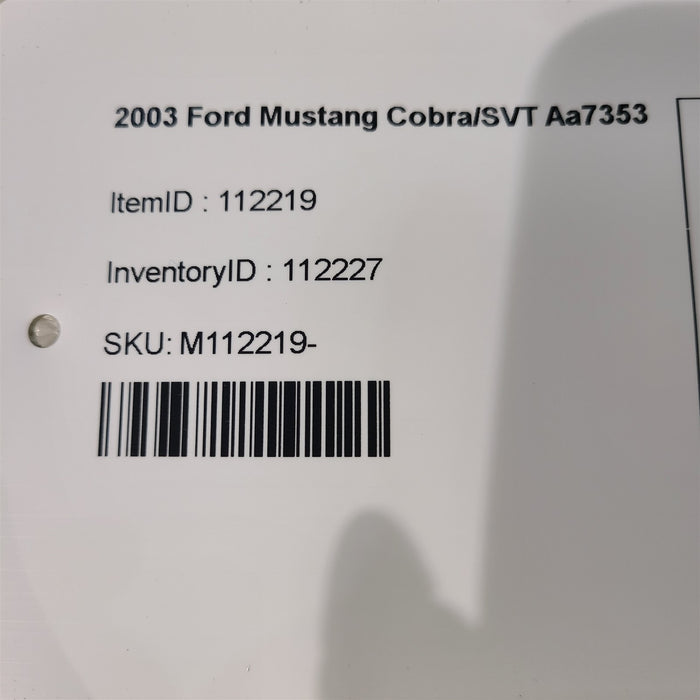 2003 Ford Mustang Cobra/SVT Aa7353
ItemID : 112219
InventoryID : 112227
SKU: M112219-